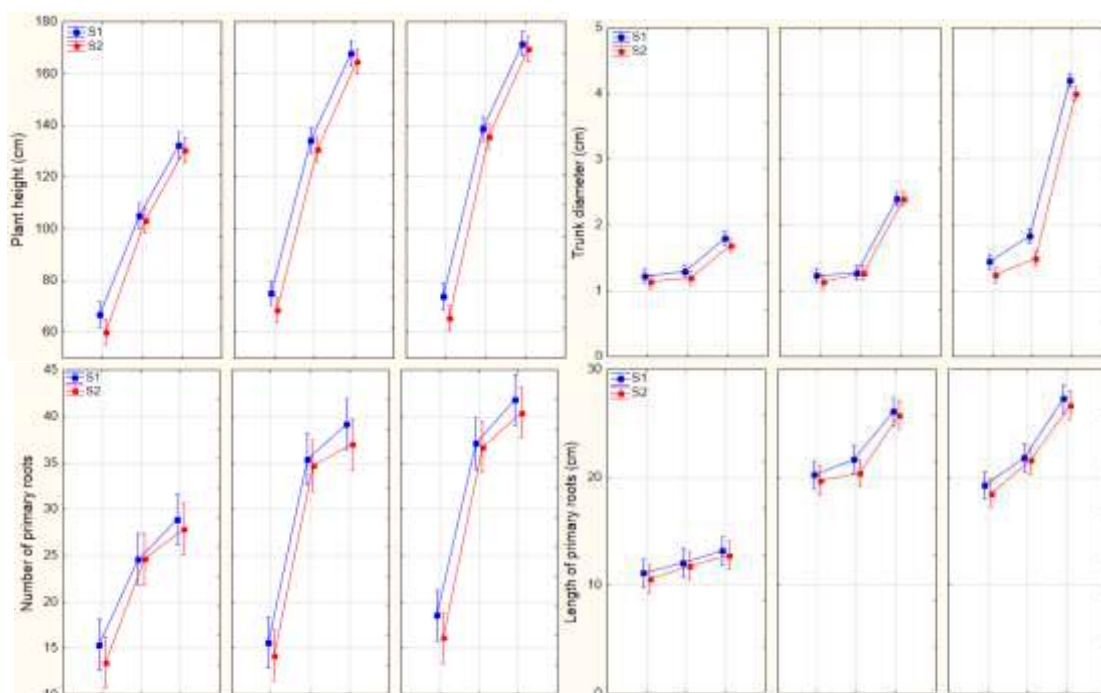 180
160
140
120
100
80
60
Plant height (cm)
S1
S2
5
4
3
2
1
0
Trunk diameter (cm)
S1
S2
45
40
35
30
25
20
15
10
Number of primary roots
S1
S2
30
20
10
0
Length of primary roots (cm)
S1
S2